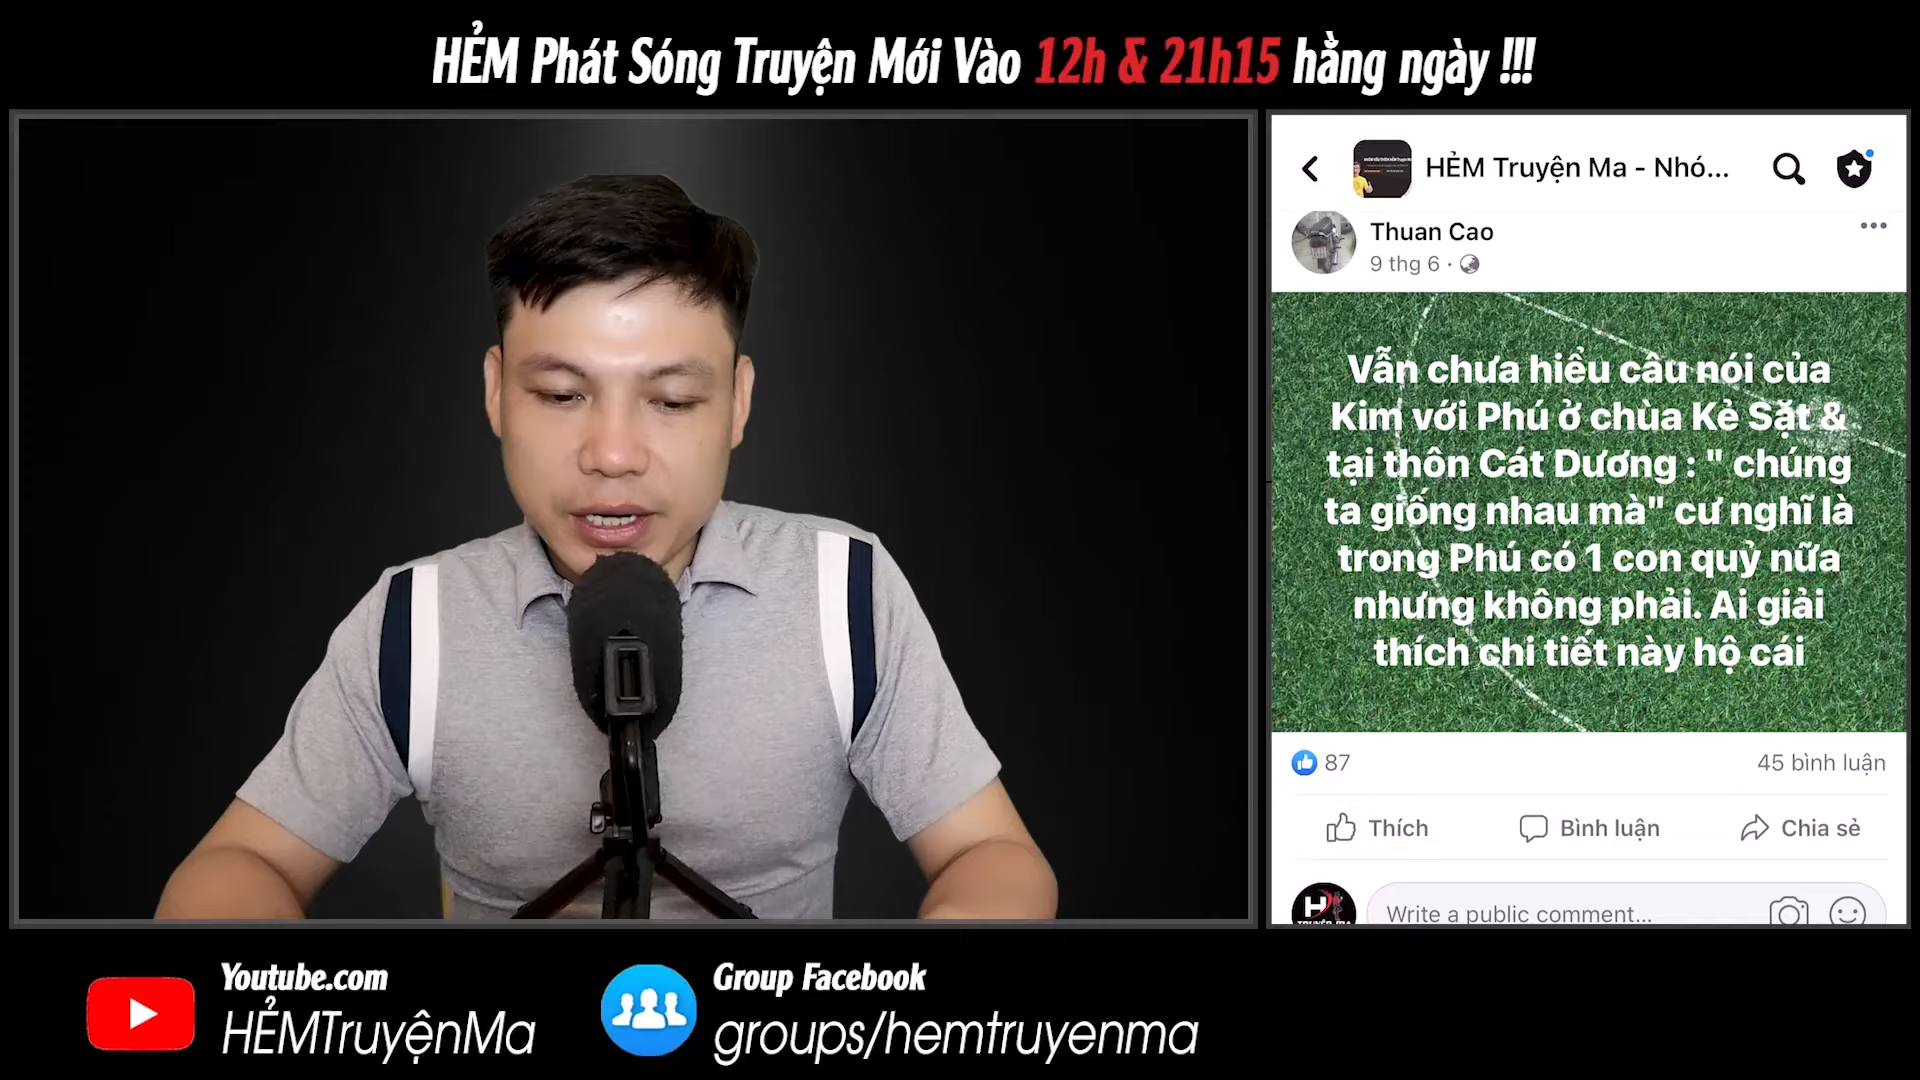 HẺM Phát Sóng Truyện Mới Vào 12h & 21h15 hằng ngày !!!
HẺM Truyện Ma - Nhó...
Thuan Cao
9 thg 6 ·
Vẫn chưa hiểu câu nói của
Kim với Phú ở chùa Kẻ Sặt &
tại thôn Cát Dương : " chúng
ta giống nhau mà" cư nghĩ là
trong Phú có 1 con quỷ nữa
nhưng không phải. Ai giải
thích chi tiết này hộ cái
87
45 bình luận
Thích
Bình luận
Chia sẻ
H
TRUYỆN MA
Write a public comment...
Youtube.com
HẺMTruyệnMa
Group Facebook
groups/hemtruyenma